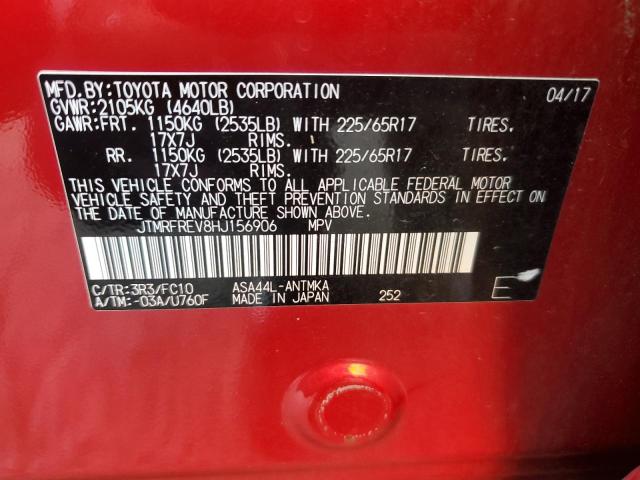 MFD.BY:TOYOTA MOTOR CORPORATION 04/17
GVWR:2105KG (4640LB)
GAWR:FRT. 1150KG (2535LB) WITH 225/65R17 TIRES.
17X7J RIMS.
RR. 1150KG (2535LB) WITH 225/65R17 TIRES.
17X7J RIMS.
THIS VEHICLE CONFORMS TO ALL APPLICABLE FEDERAL MOTOR
VEHICLE SAFETY AND THEFT PREVENTION STANDARDS IN EFFECT ON
THE DATE OF MANUFACTURE SHOWN ABOVE.
JTMRFREV8HJ156906 MPV
C/TR:3R3/FC10 ASA44L-ANTMKA
A/TM:-03A/U760F MADE IN JAPAN 252 E